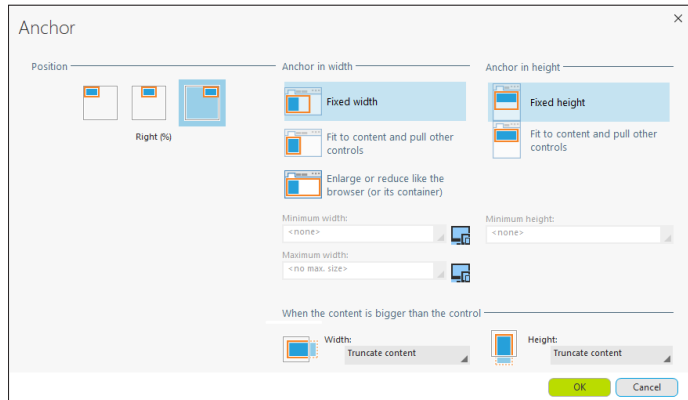 Anchor
Position
Right (%)
Anchor in width
Fixed width
Fit to content and pull other
controls
Enlarge or reduce like the
browser (or its container)
Minimum width:
<none>
Maximum width:
<no max. size>
Anchor in height
Fixed height
Fit to content and pull other
controls
Minimum height:
<none>
When the content is bigger than the control
Width:
Truncate content
Height:
Truncate content
OK
Cancel